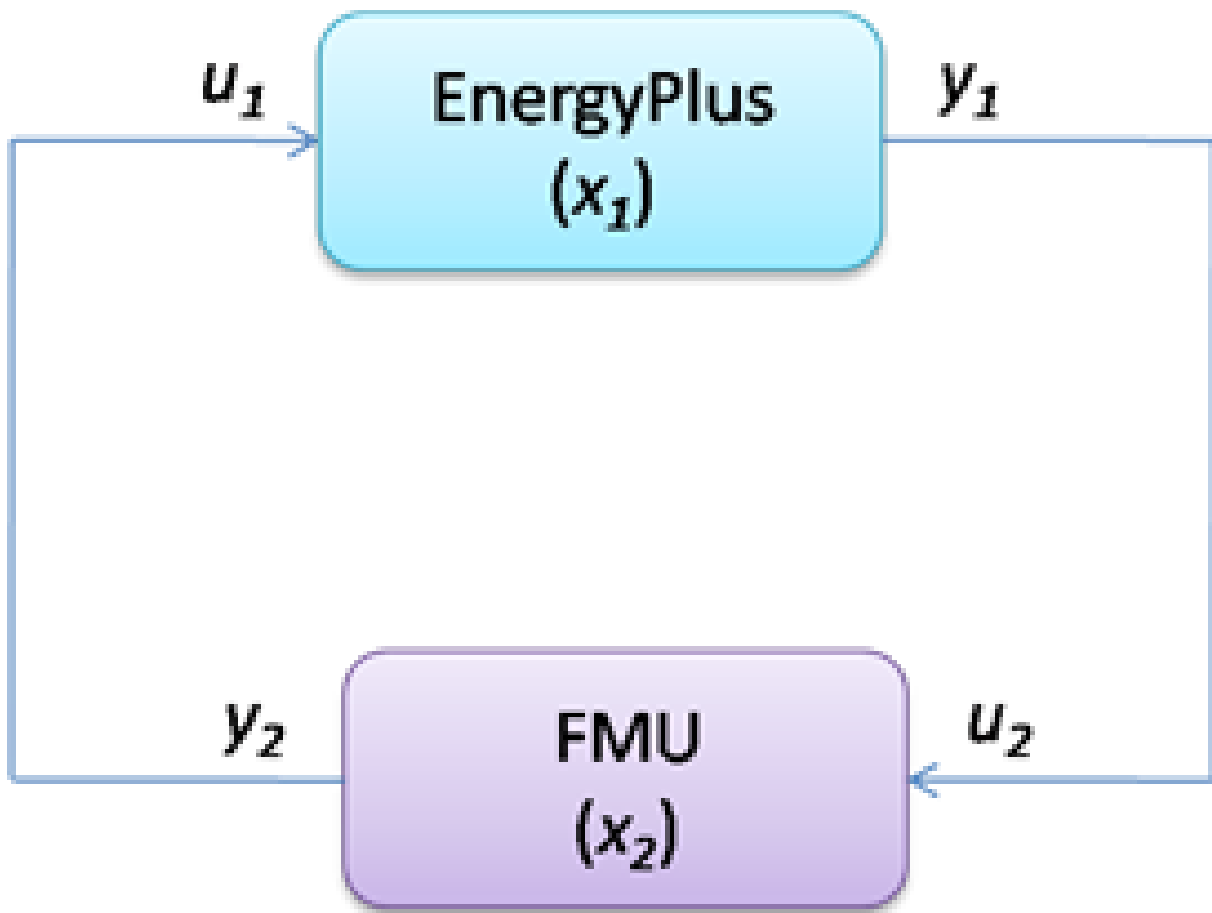 u₁
EnergyPlus
(x₁)
y₁
y₂
FMU
(x₂)
u₂